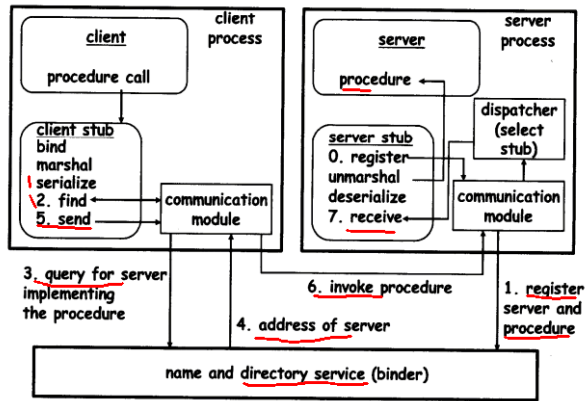 client
process
client
procedure call
client stub
bind
marshal
serialize
2. find
5. send
communication
module
server
process
server
procedure
dispatcher
(select
stub)
server stub
0. register
unmarshal
deserialize
7. receive
communication
module
3. query for server
implementing
the procedure
6. invoke procedure
4. address of server
1. register
server and
procedure
name and directory service (binder)